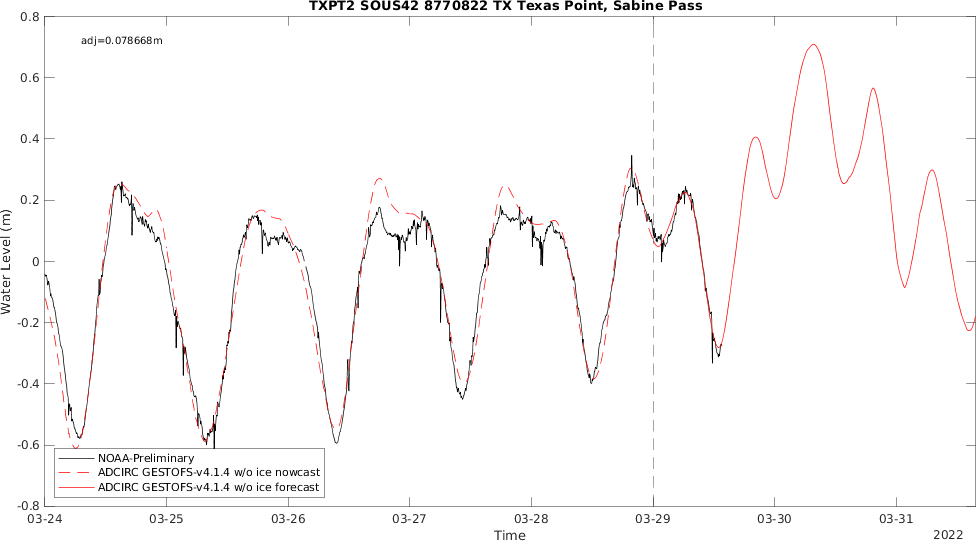 TXPT2 SOUS42 8770822 TX Texas Point, Sabine Pass
adj=0.078668m
0.8
0.6
0.4
0.2
0
-0.2
-0.4
-0.6
-0.8
Water Level (m)
NOAA-Preliminary
ADCIRC GESTOFS-v4.1.4 w/o ice nowcast
ADCIRC GESTOFS-v4.1.4 w/o ice forecast
03-24 03-25 03-26 03-27 03-28 03-29 03-30 03-31
Time
2022